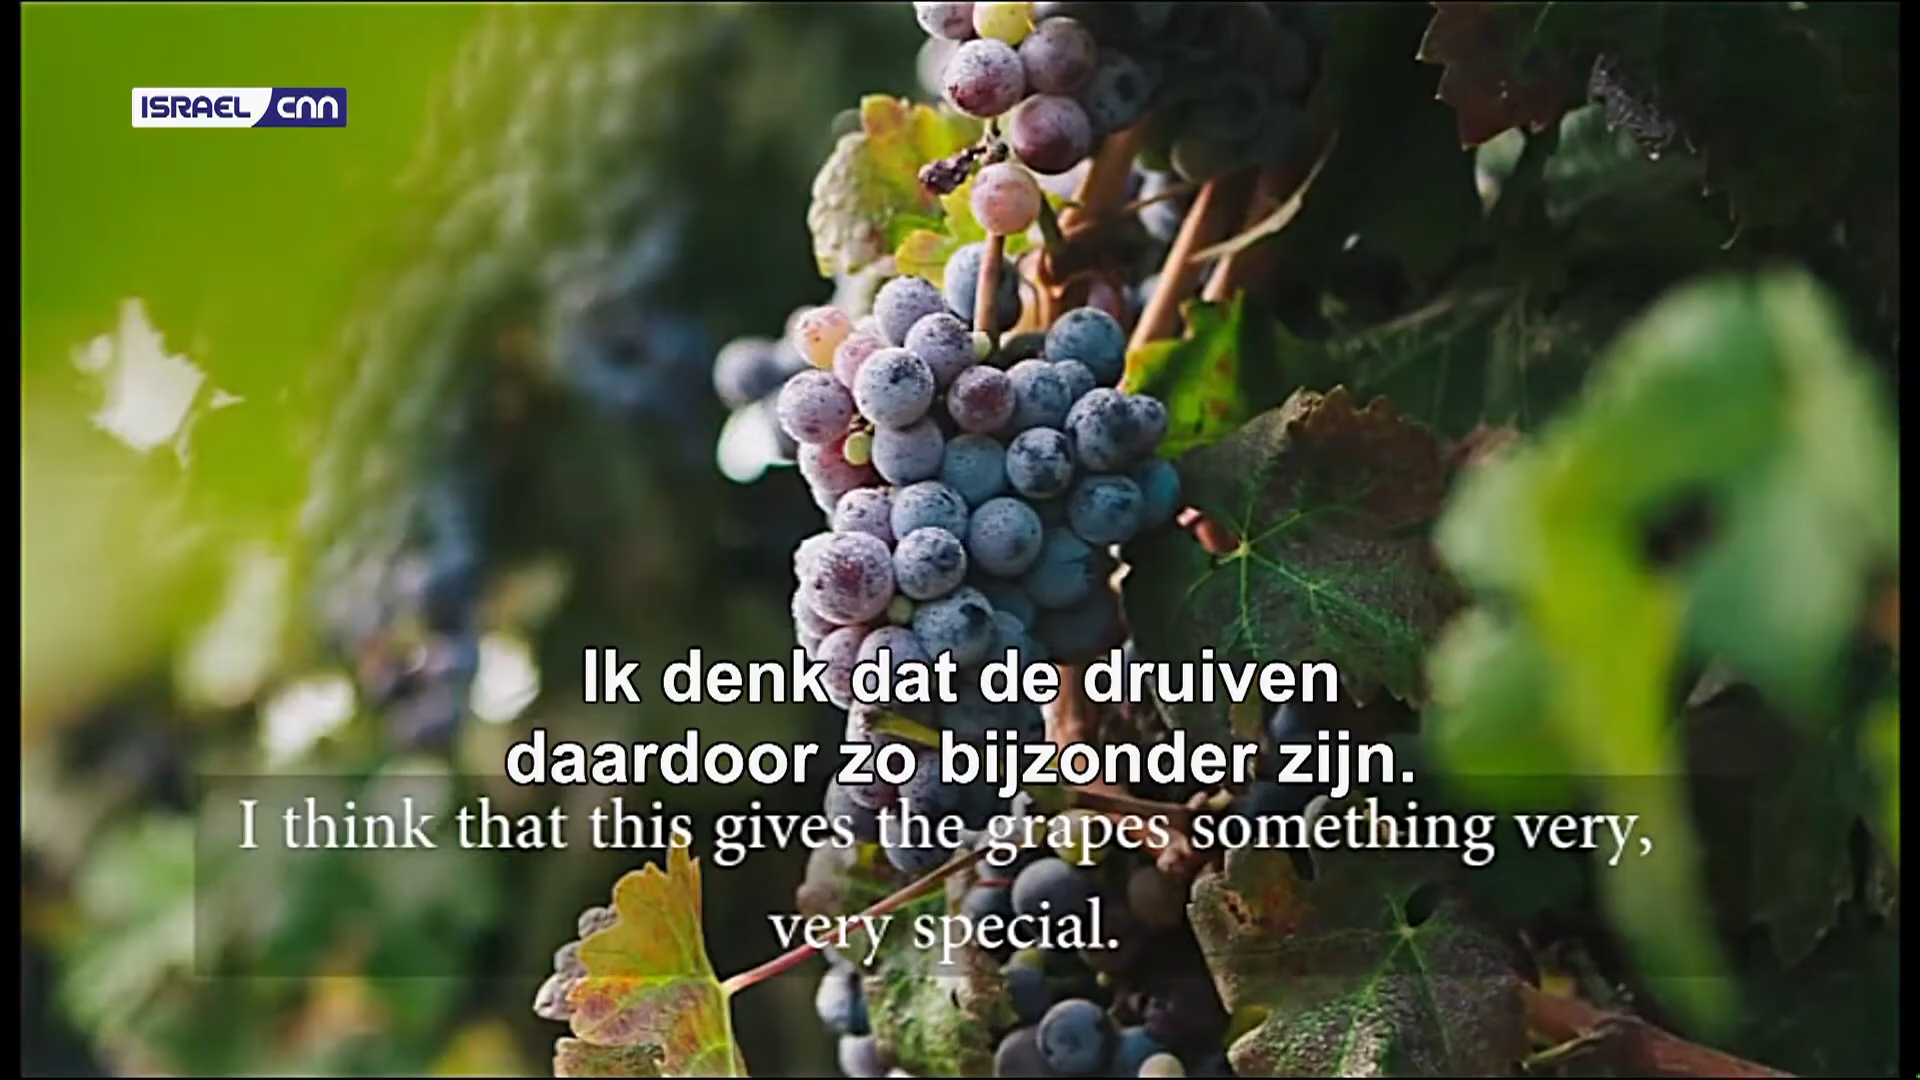 ISRAEL CNN
Ik denk dat de druiven
daardoor zo bijzonder zijn.
I think that this gives the grapes something very,
very special.